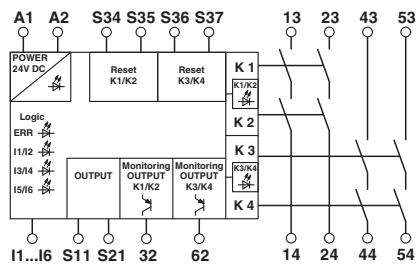 A1 A2 S34 S35 S36 S37 13 23 43 53
POWER
24V DC
Reset
K1/K2
Reset
K3/K4
K 1
K1/K2
K 2
Logic
ERR
I1/I2
I3/I4
I5/I6
OUTPUT
Monitoring
OUTPUT
K1/K2
Monitoring
OUTPUT
K3/K4
K 3
K3/K4
K 4
I1...I6 S11 S21 32 62 14 24 44 54